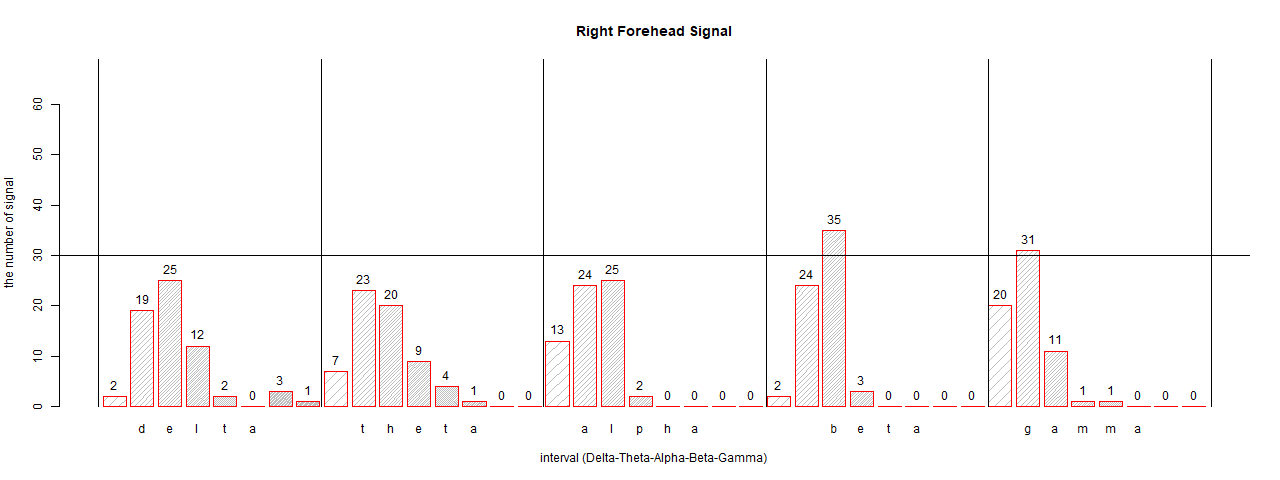 Right Forehead Signal
the number of signal
60
50
40
30
20
10
0
2 19 25 12 2 0 3 1 7 23 20 9 4 1 0 0 13 24 25 2 0 0 0 0 2 24 35 3 0 0 0 0 20 31 11 1 1 0 0 0
d e l t a t h e t a a l p h a b e t a g a m m a
interval (Delta-Theta-Alpha-Beta-Gamma)